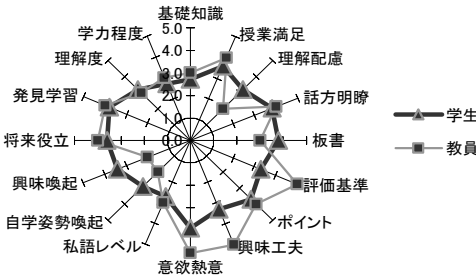 基礎知識
学力程度
授業満足
5.0
4.0
3.0
2.0
1.0
0.0
理解度
理解配慮
発見学習
話方明瞭
学生
将来役立
板書
教員
興味喚起
評価基準
自学姿勢喚起
ポイント
私語レベル
興味工夫
意欲熱意